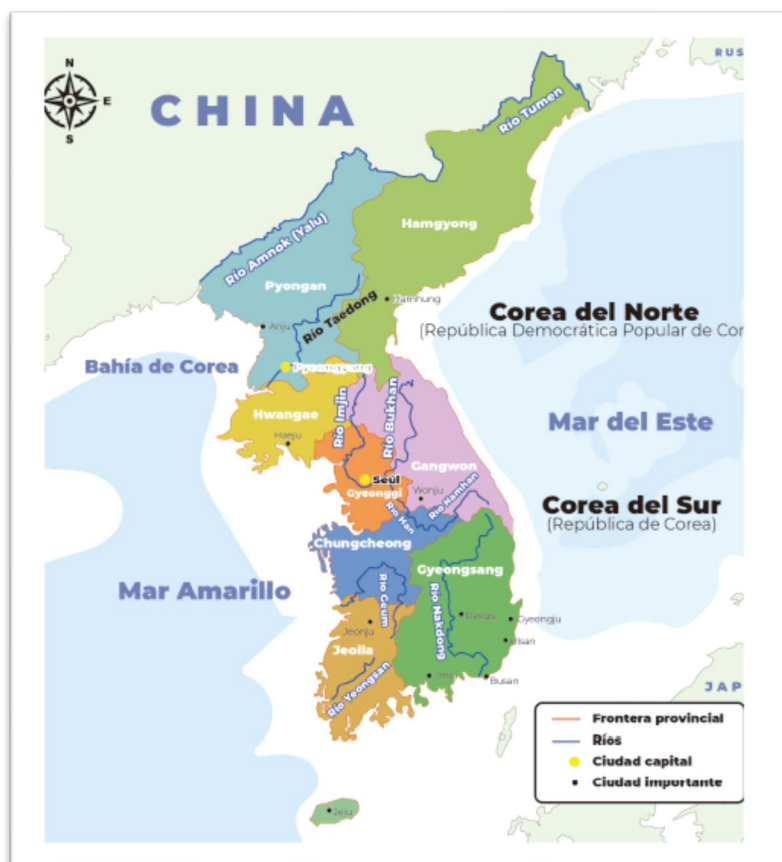 RUS
N
E
S
CHINA
Río Tumen
Hamgyong
Río Amnok (Yalu)
Pyongan
Río Taedong
Hamhung
Anju
Corea del Norte
(República Democrática Popular de Cor
Bahía de Corea
Hwangae
Haeju
Río Imjin
Río Bukhan
Mar del Este
Gangwon
Seúl
Gyeonggi
Wonju
Río Hamhan
Río Han
Corea del Sur
(República de Corea)
Chungcheong
Gyeongsang
Mar Amarillo
Río Geum
Río Nakdong
Daegu
Gyeongju
Jeonju
Ulsan
Jeolla
Río Yeongsan
Busan
JAP
Frontera provincial
Ríos
Ciudad capital
Ciudad importante
Jeju